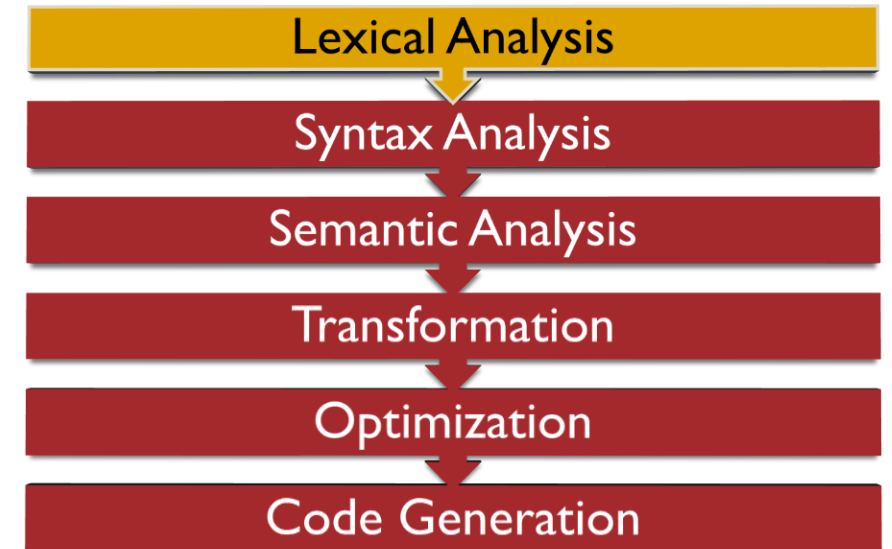 Lexical Analysis
Syntax Analysis
Semantic Analysis
Transformation
Optimization
Code Generation